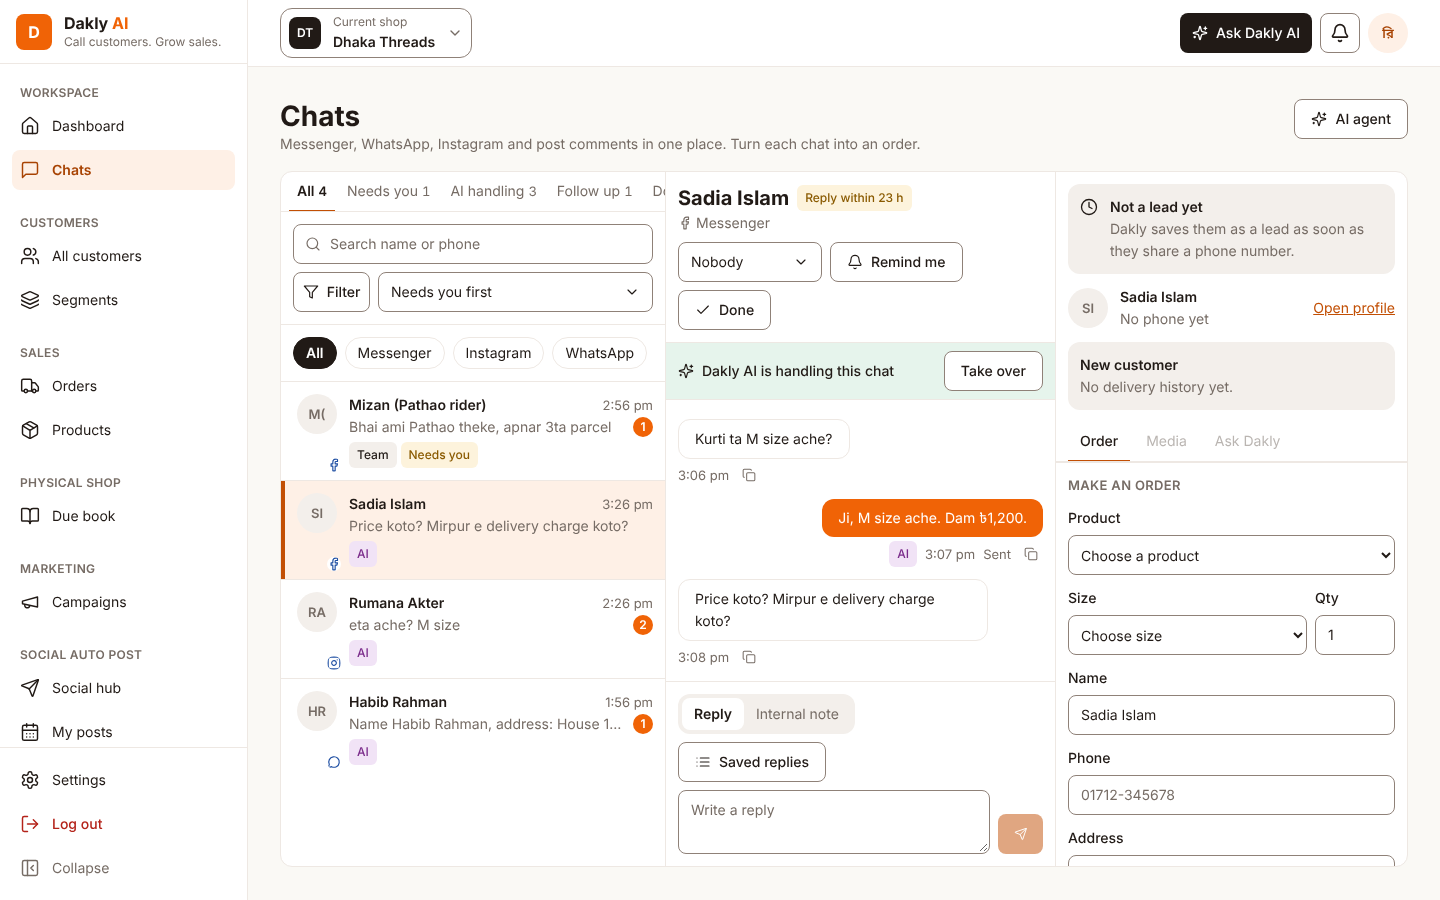 D
Dakly AI
Call customers. Grow sales.
WORKSPACE
Dashboard
Chats
CUSTOMERS
All customers
Segments
SALES
Orders
Products
PHYSICAL SHOP
Due book
MARKETING
Campaigns
SOCIAL AUTO POST
Social hub
My posts
Settings
Log out
Collapse
DT
Current shop
Dhaka Threads
Ask Dakly AI
রি
Chats
Messenger, WhatsApp, Instagram and post comments in one place. Turn each chat into an order.
AI agent
All 4 Needs you 1 AI handling 3 Follow up 1
Search name or phone
Filter
Needs you first
All Messenger Instagram WhatsApp
M(
Mizan (Pathao rider) 2:56 pm
Bhai ami Pathao theke, apnar 3ta parcel 1
Team Needs you
SI
Sadia Islam 3:26 pm
Price koto? Mirpur e delivery charge koto?
AI
RA
Rumana Akter 2:26 pm
eta ache? M size 2
AI
HR
Habib Rahman 1:56 pm
Name Habib Rahman, address: House 1... 1
AI
Sadia Islam Reply within 23 h
Messenger
Nobody
Remind me
Done
Dakly AI is handling this chat
Take over
Kurti ta M size ache?
3:06 pm
Ji, M size ache. Dam ৳1,200.
AI 3:07 pm Sent
Price koto? Mirpur e delivery charge
koto?
3:08 pm
Reply Internal note
Saved replies
Write a reply
Not a lead yet
Dakly saves them as a lead as soon as
they share a phone number.
SI
Sadia Islam
No phone yet
Open profile
New customer
No delivery history yet.
Order Media Ask Dakly
MAKE AN ORDER
Product
Choose a product
Size Qty
Choose size 1
Name
Sadia Islam
Phone
01712-345678
Address